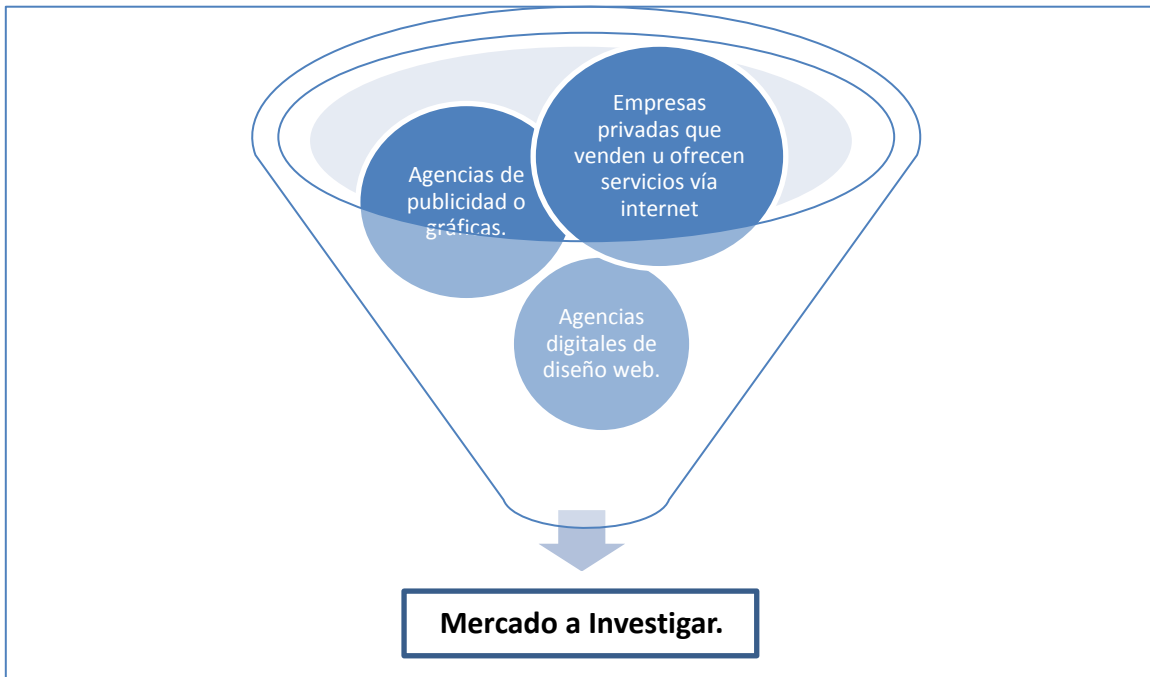 Empresas
privadas que
venden u ofrecen
servicios vía
internet
Agencias de
publicidad o
gráficas.
Agencias
digitales de
diseño web.
Mercado a Investigar.